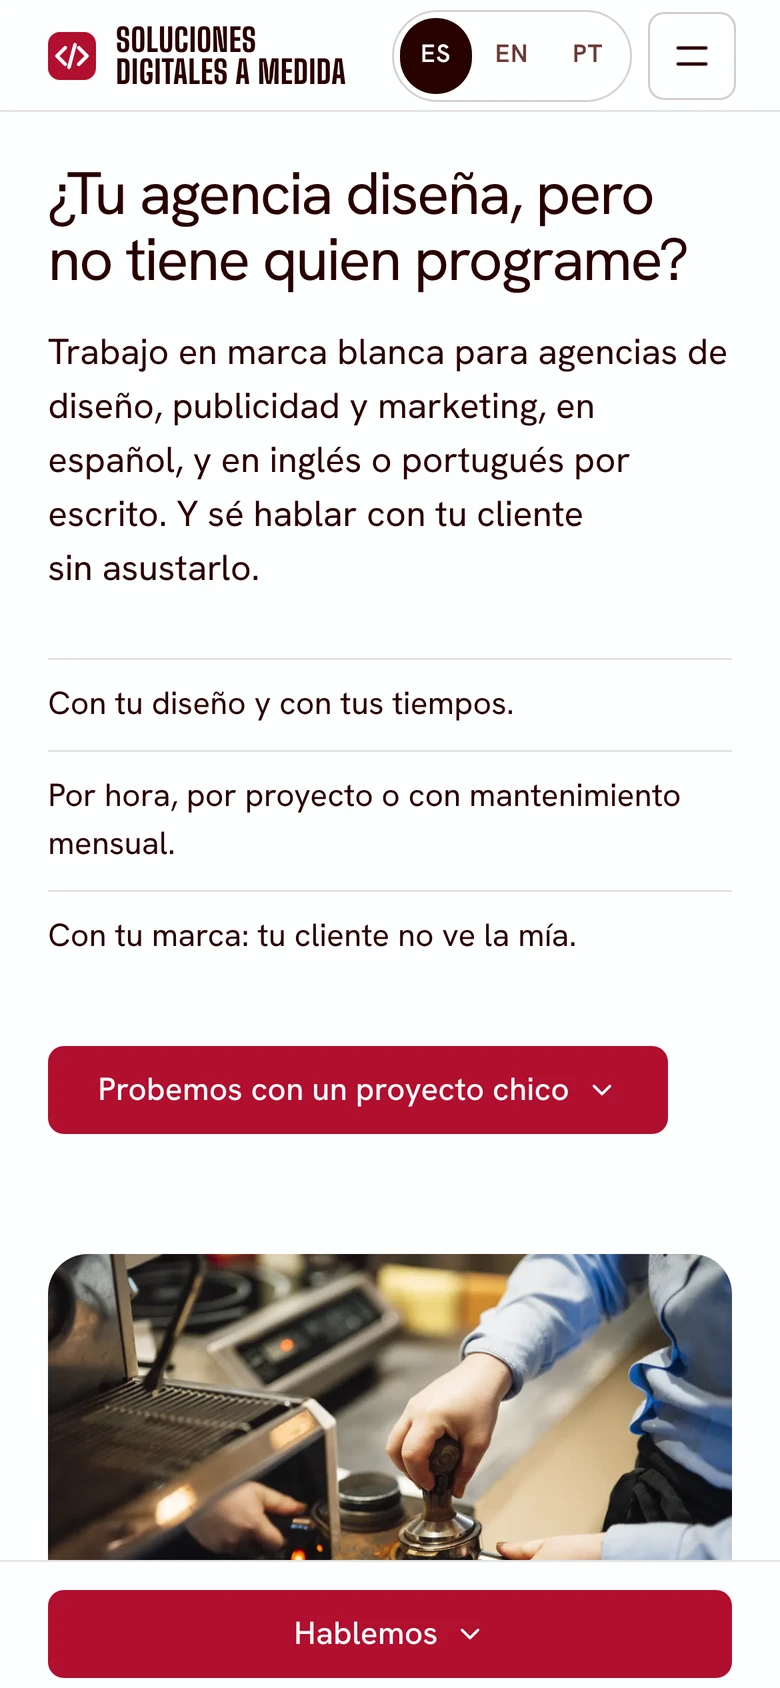 SOLUCIONES
DIGITALES A MEDIDA
ES EN PT
¿Tu agencia diseña, pero
no tiene quien programe?
Trabajo en marca blanca para agencias de
diseño, publicidad y marketing, en
español, y en inglés o portugués por
escrito. Y sé hablar con tu cliente
sin asustarlo.
Con tu diseño y con tus tiempos.
Por hora, por proyecto o con mantenimiento
mensual.
Con tu marca: tu cliente no ve la mía.
Probemos con un proyecto chico
Hablemos